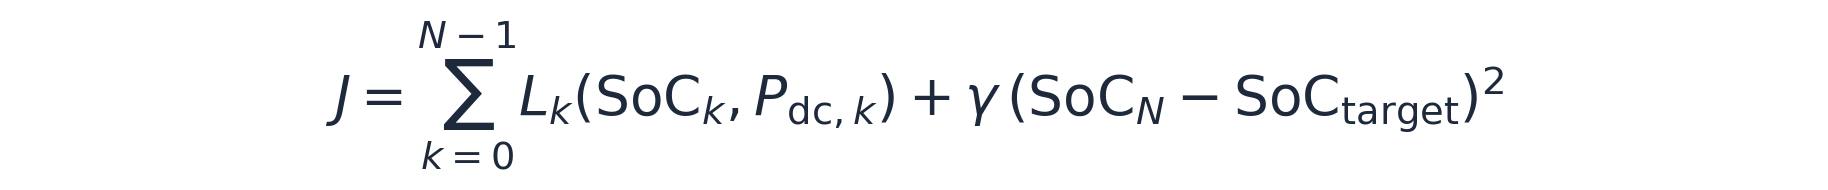 J = \sum_{k=0}^{N-1} L_k(\mathrm{SoC}_k, P_{\mathrm{dc},k}) + \gamma\,(\mathrm{SoC}_N - \mathrm{SoC}_{\mathrm{target}})^2